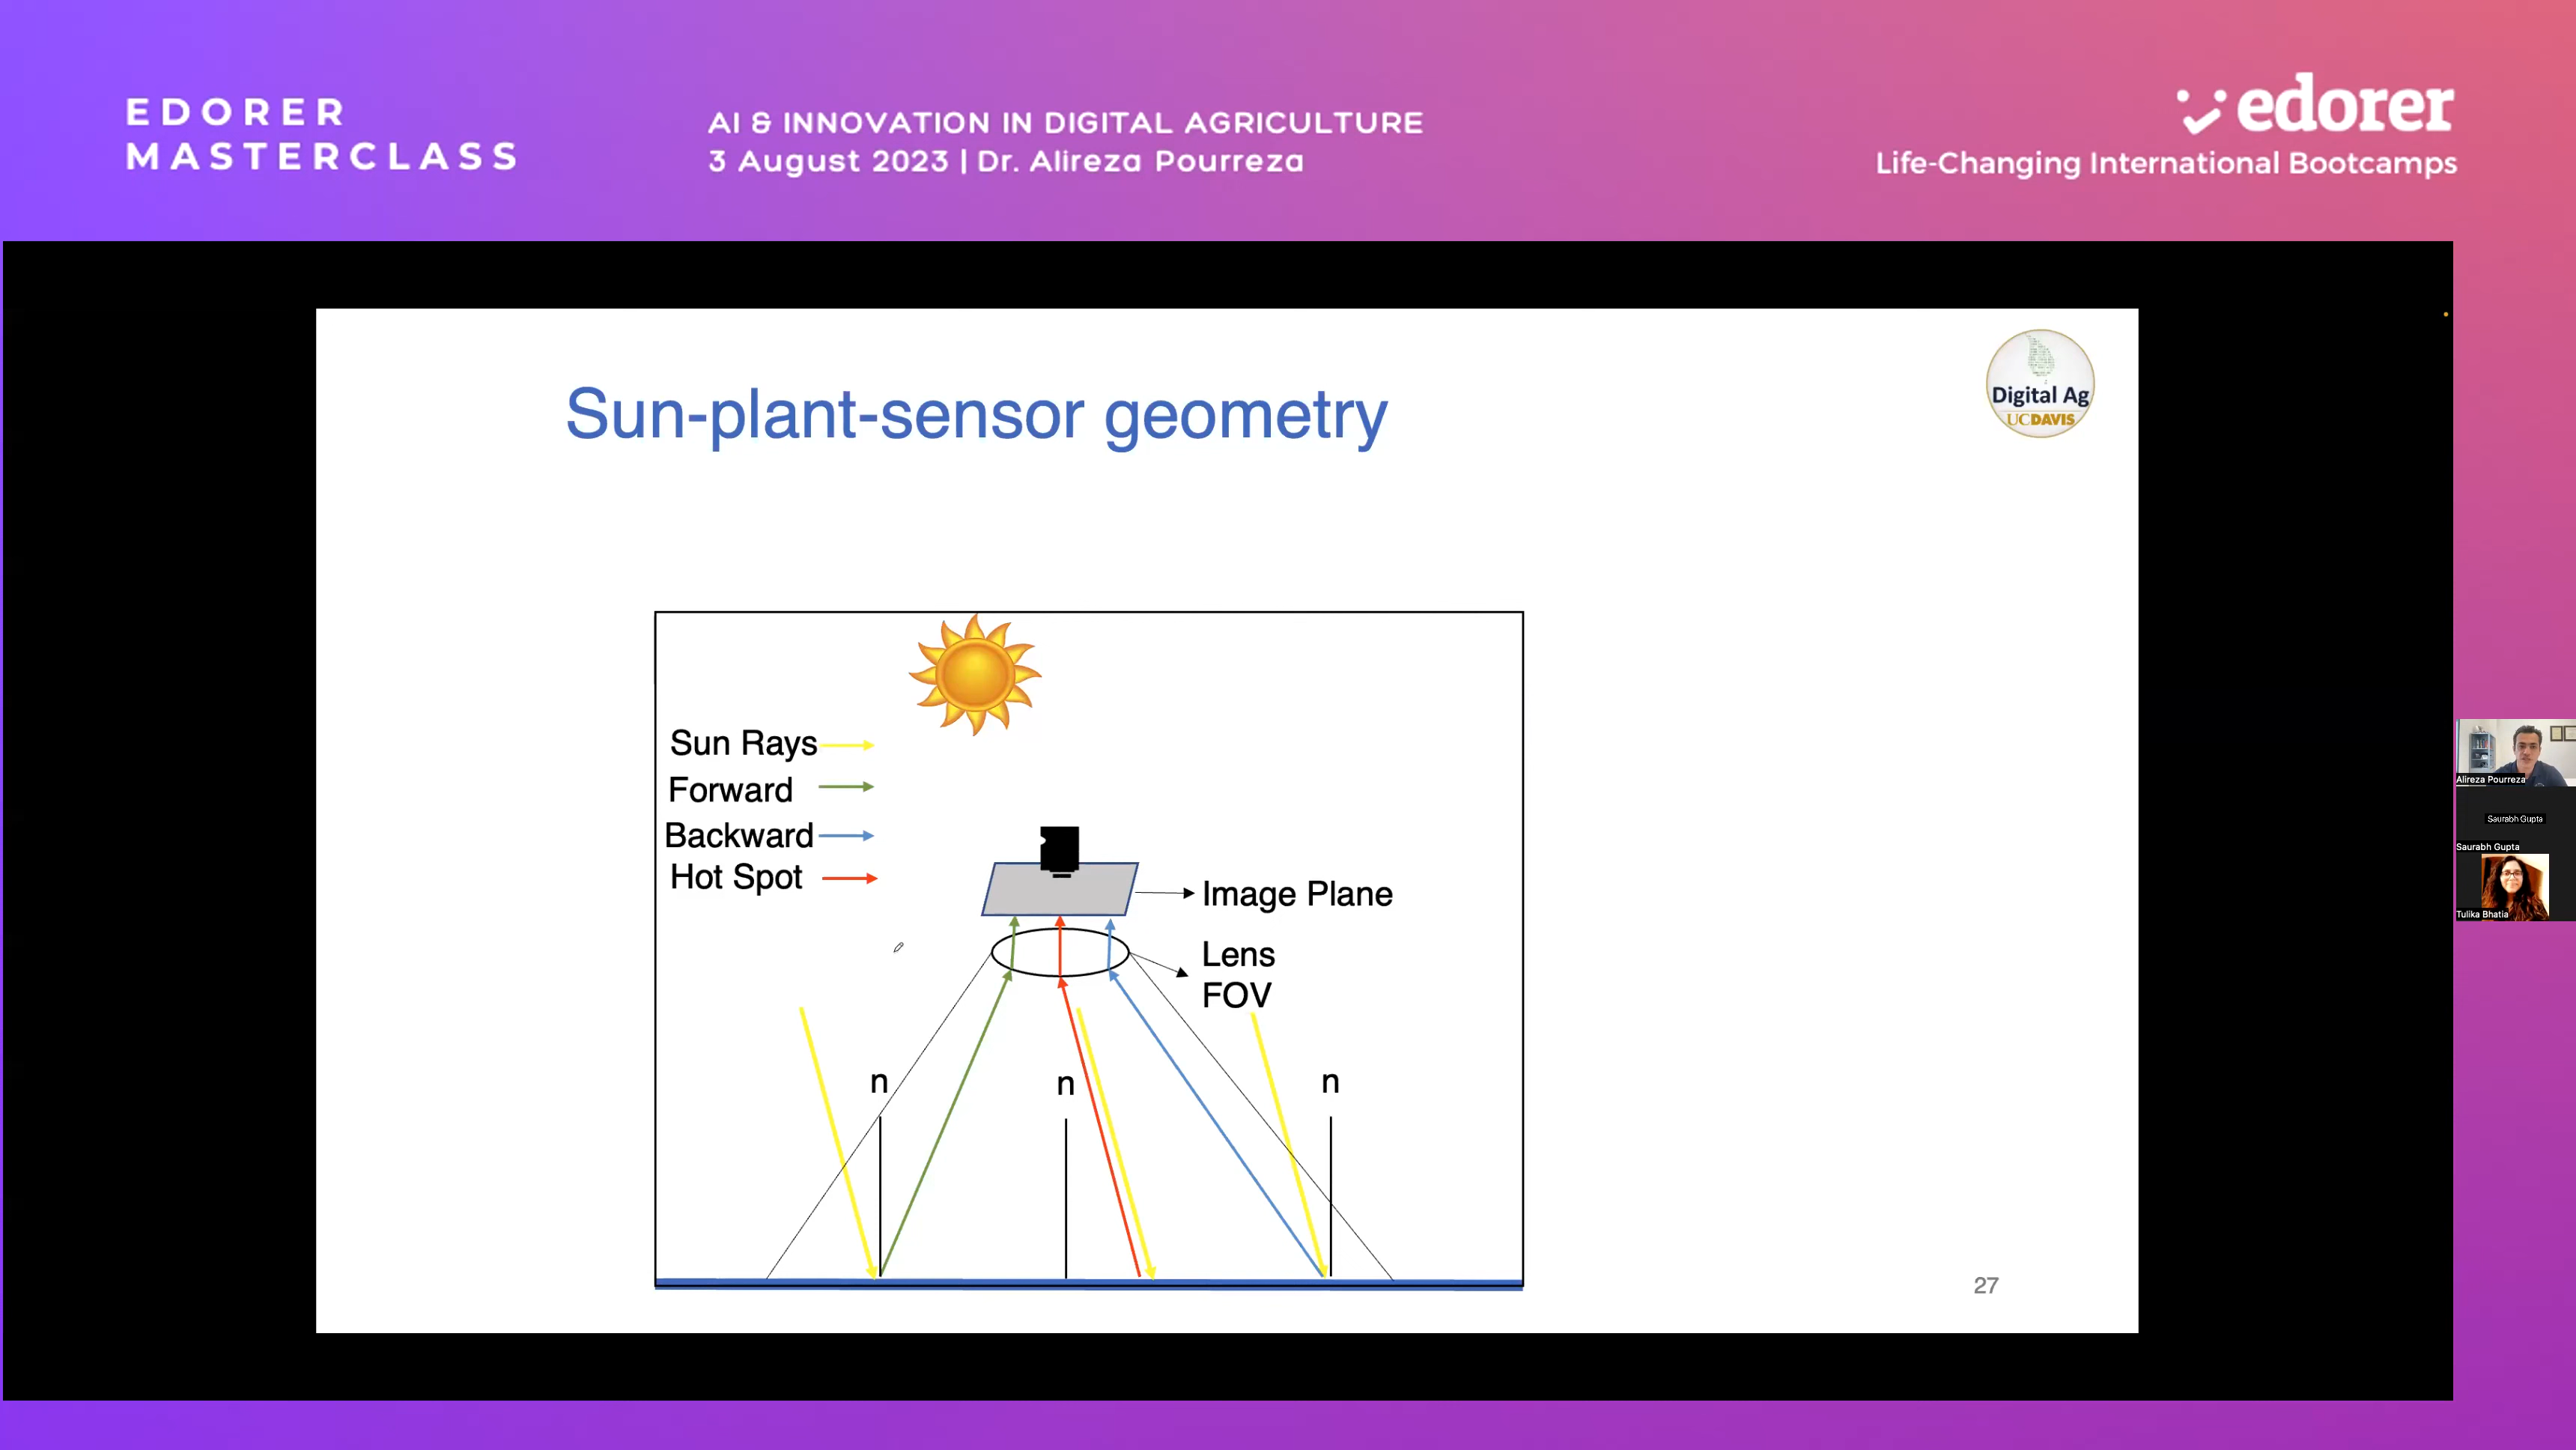 EDORER
MASTERCLASS
AI & INNOVATION IN DIGITAL AGRICULTURE
3 August 2023 | Dr. Alireza Pourreza
edorer
Life-Changing International Bootcamps
Digital Ag
UCDAVIS
Sun-plant-sensor geometry
Sun Rays
Forward
Backward
Hot Spot
Image Plane
Lens
FOV
n
n
n
27
Alireza Pourreza
Saurabh Gupta
Saurabh Gupta
Tulika Bhatia